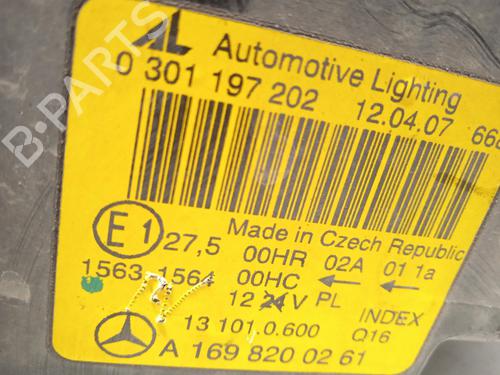 AL Automotive Lighting
0 301 197 202 12.04.07 668
Made in Czech Republic
E1 27,5 00HR 02A 01 1a
1563 1564 00HC ← ←
12 24 V PL INDEX
13 101.0.600 Q16
A 169 820 02 61
B-PARTS